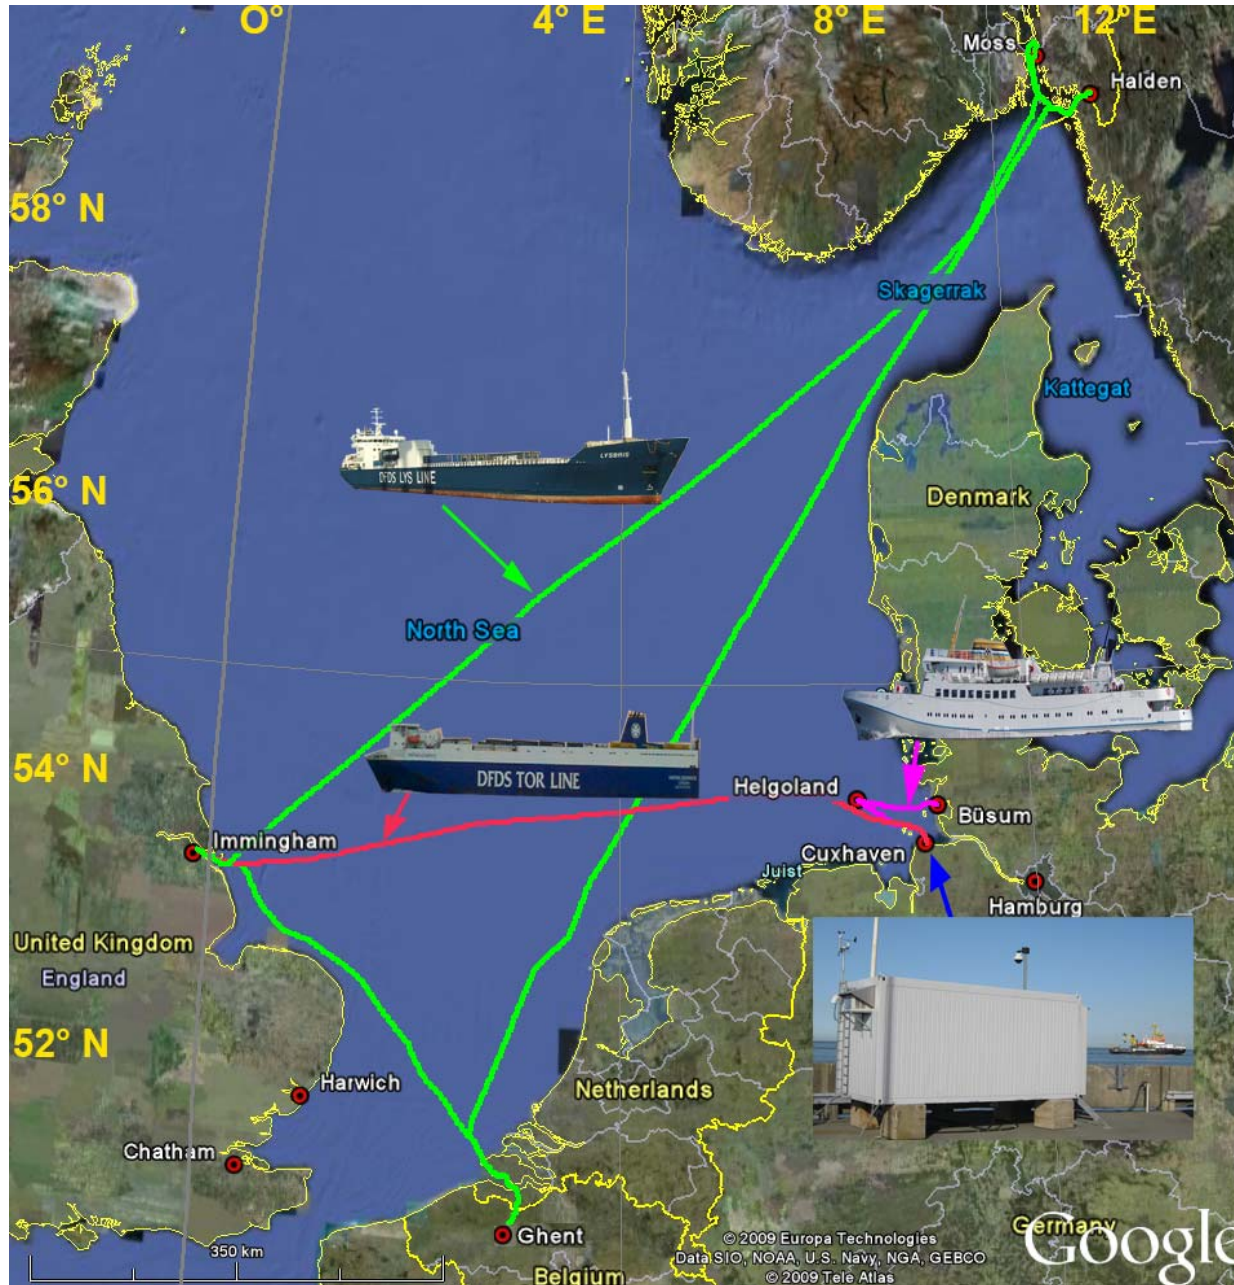 O°
4° E
8° E
12°E
Moss
Halden
58° N
Skagerrak
Kattegat
LYSBRIS
DFDS LYS LINE
56° N
Denmark
North Sea
54° N
DFDS TOR LINE
Helgoland
Büsum
Immingham
Cuxhaven
Juist
Hamburg
United Kingdom
England
52° N
Harwich
Netherlands
Chatham
Ghent
Germany
350 km
Belgium
© 2009 Europa Technologies
Data SIO, NOAA, U.S. Navy, NGA, GEBCO
© 2009 Tele Atlas
Google